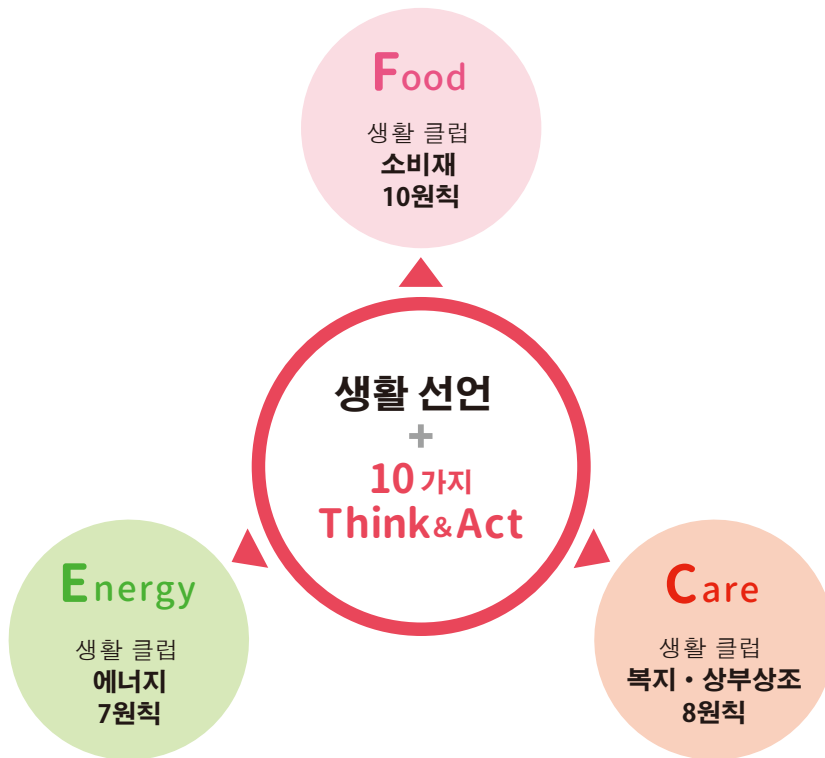 Food
생활 클럽
소비재
10원칙
생활 선언
+
10 가지
Think&Act
Energy
생활 클럽
에너지
7원칙
Care
생활 클럽
복지・상부상조
8원칙